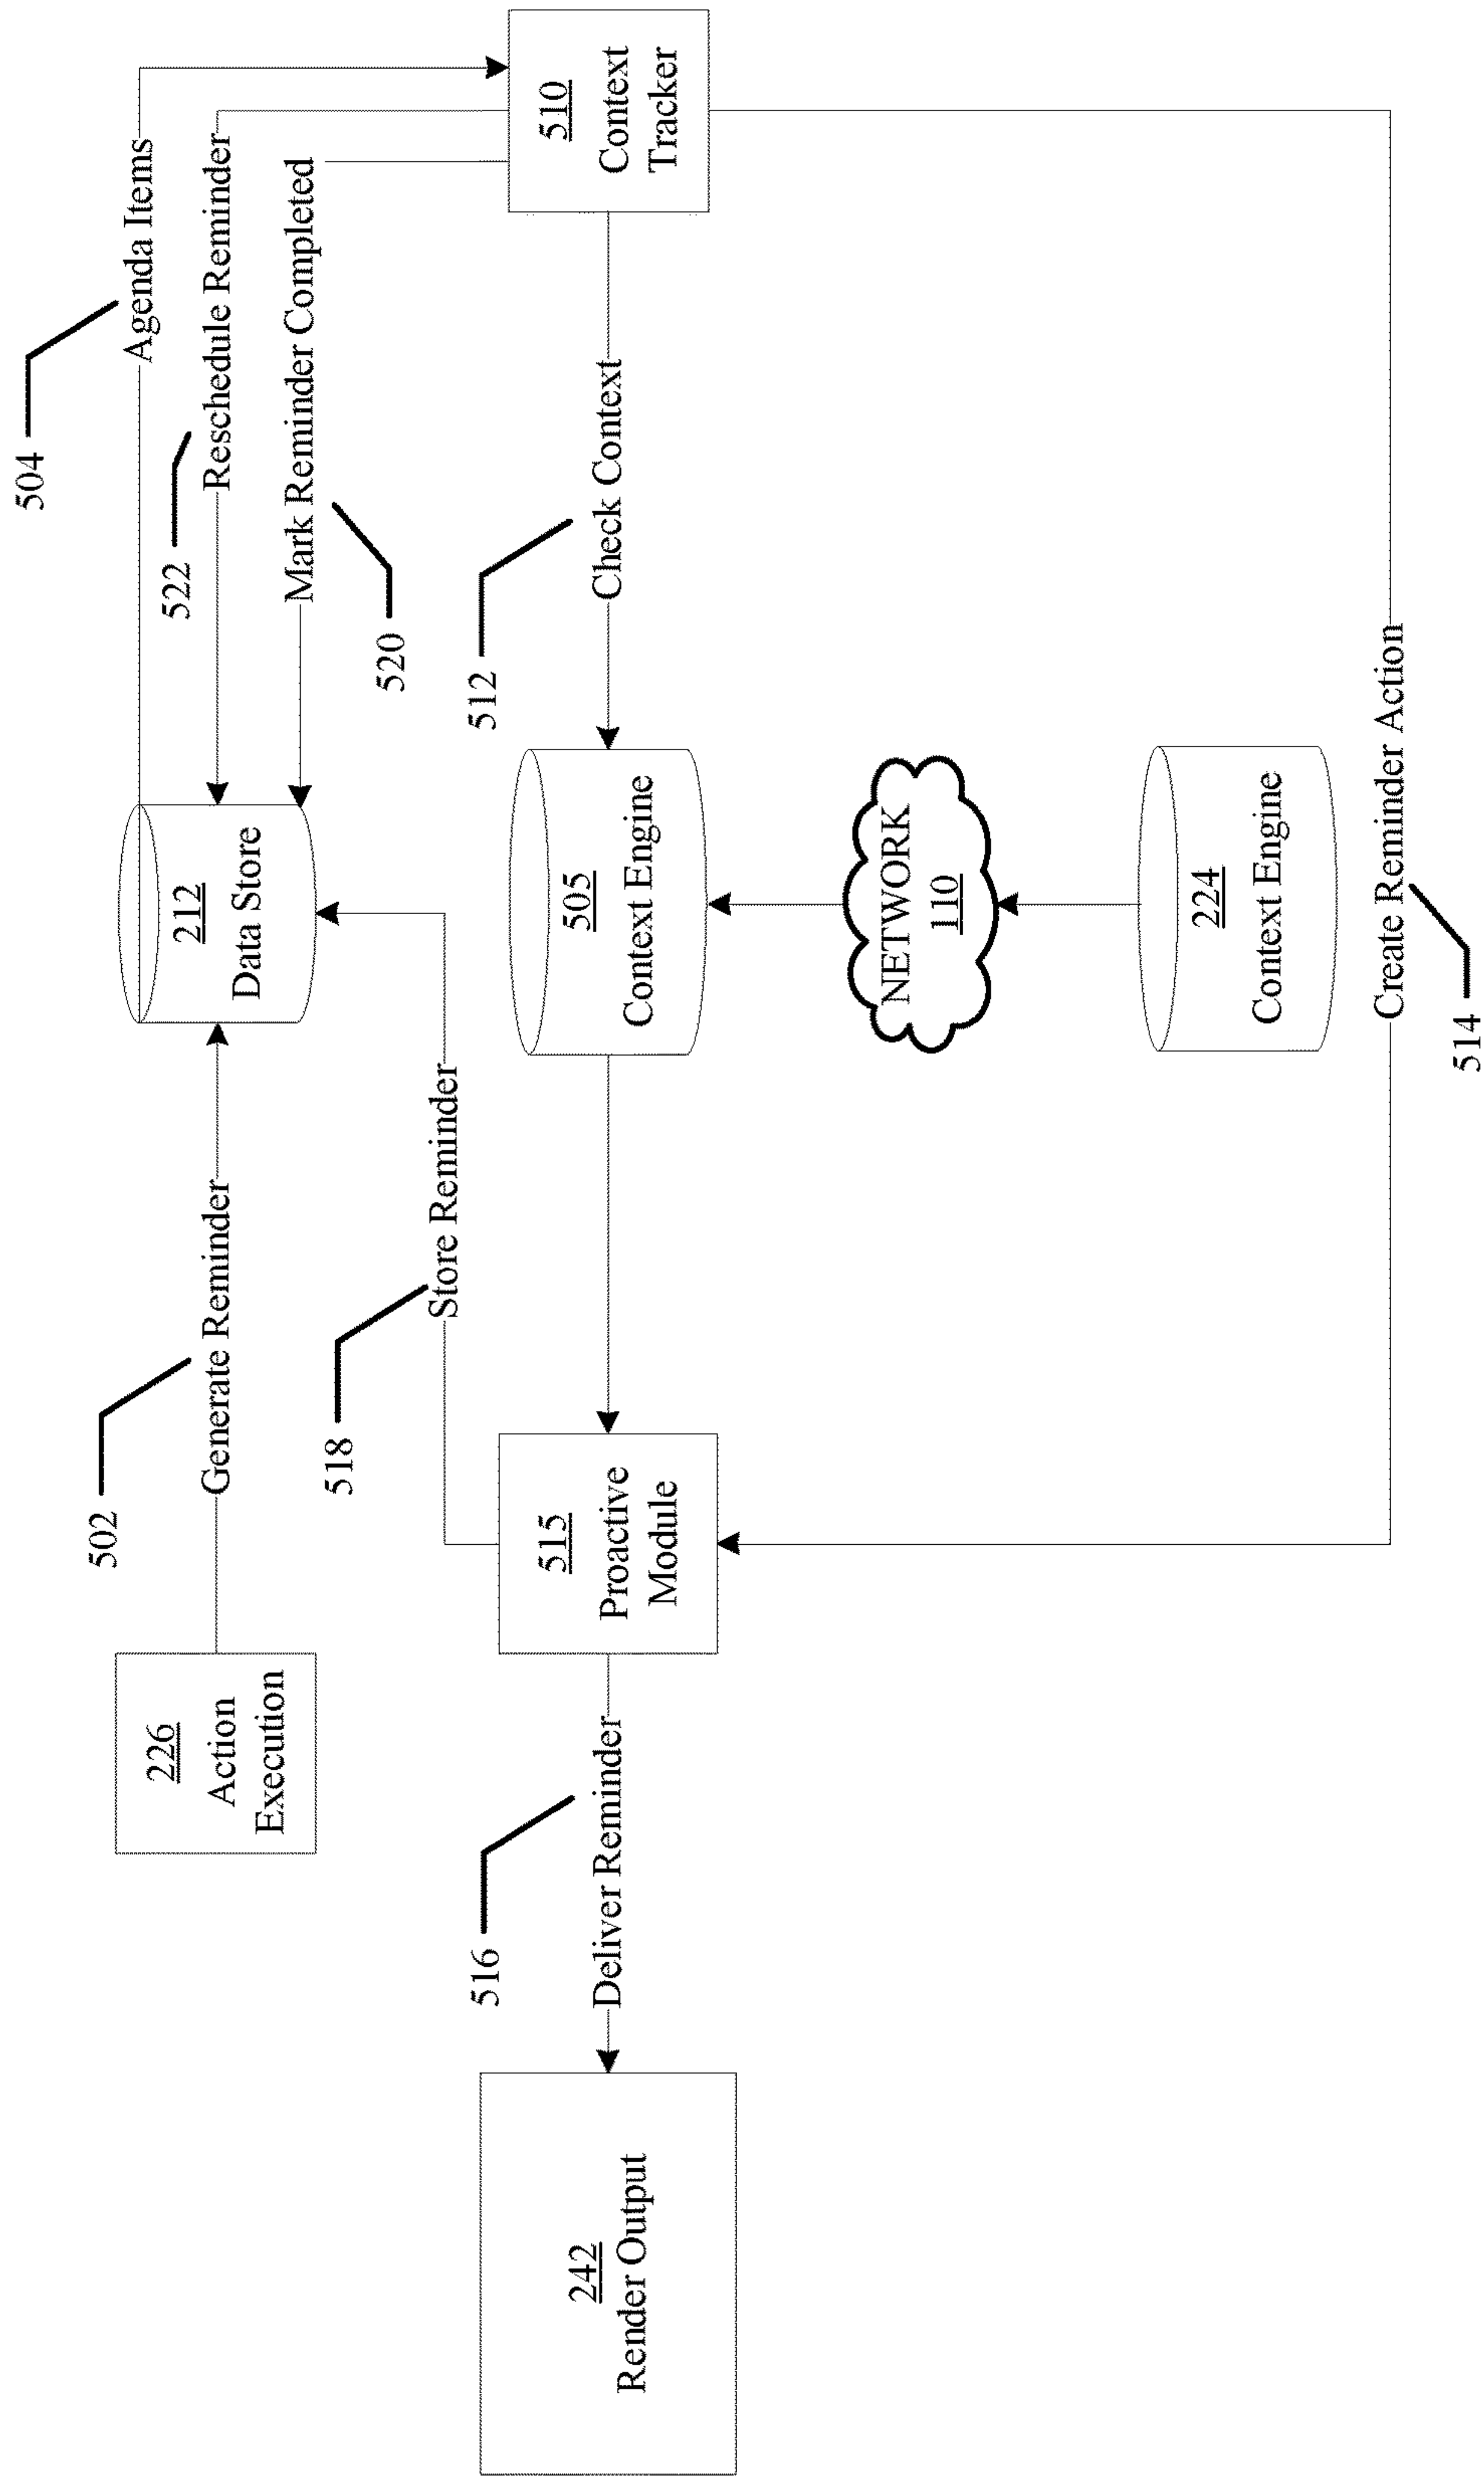 502
Generate Reminder
504
Agenda Items
522
Reschedule Reminder
Mark Reminder Completed
520
226
Action
Execution
212
Data Store
518
Store Reminder
516
Deliver Reminder
512
Check Context
242
Render Output
515
Proactive
Module
505
Context Engine
510
Context
Tracker
NETWORK
110
224
Context Engine
Create Reminder Action
514